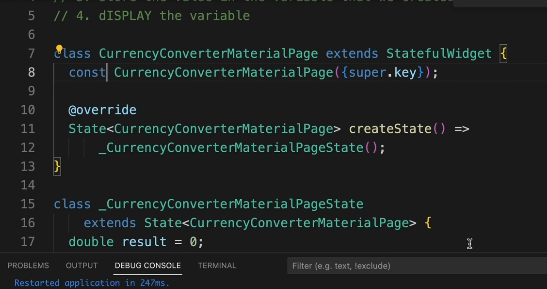 5 // 4. dISPLAY the variable
6
7 class CurrencyConverterMaterialPage extends StatefulWidget {
8 const CurrencyConverterMaterialPage({super.key});
9
10 @override
11 State<CurrencyConverterMaterialPage> createState() =>
12 _CurrencyConverterMaterialPageState();
13 }
14
15 class _CurrencyConverterMaterialPageState
16 extends State<CurrencyConverterMaterialPage> {
17 double result = 0;
PROBLEMS OUTPUT DEBUG CONSOLE TERMINAL Filter (e.g. text, !exclude)
Restarted application in 247ms.